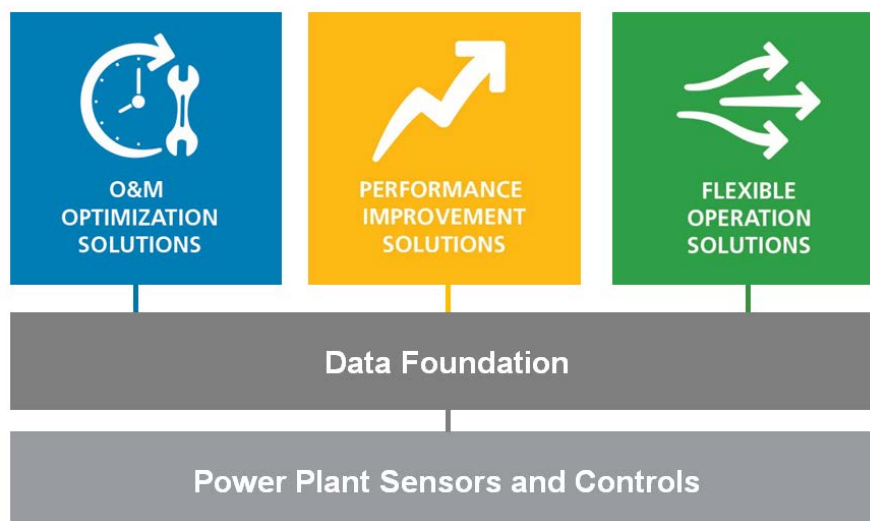 O&M
OPTIMIZATION
SOLUTIONS
PERFORMANCE
IMPROVEMENT
SOLUTIONS
FLEXIBLE
OPERATION
SOLUTIONS
Data Foundation
Power Plant Sensors and Controls